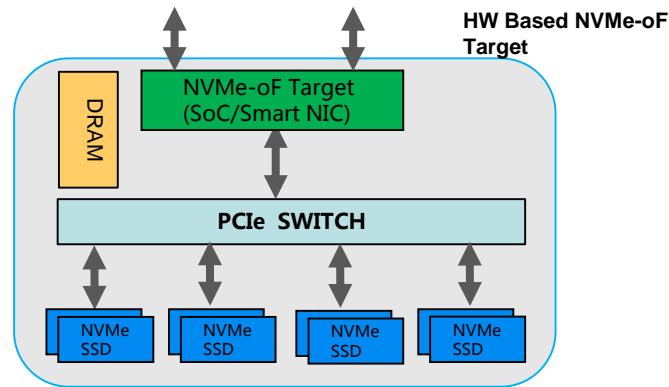 HW Based NVMe-oF
Target
NVMe-oF Target
(SoC/Smart NIC)
DRAM
PCIe SWITCH
NVMe
SSD
NVMe
SSD
NVMe
SSD
NVMe
SSD